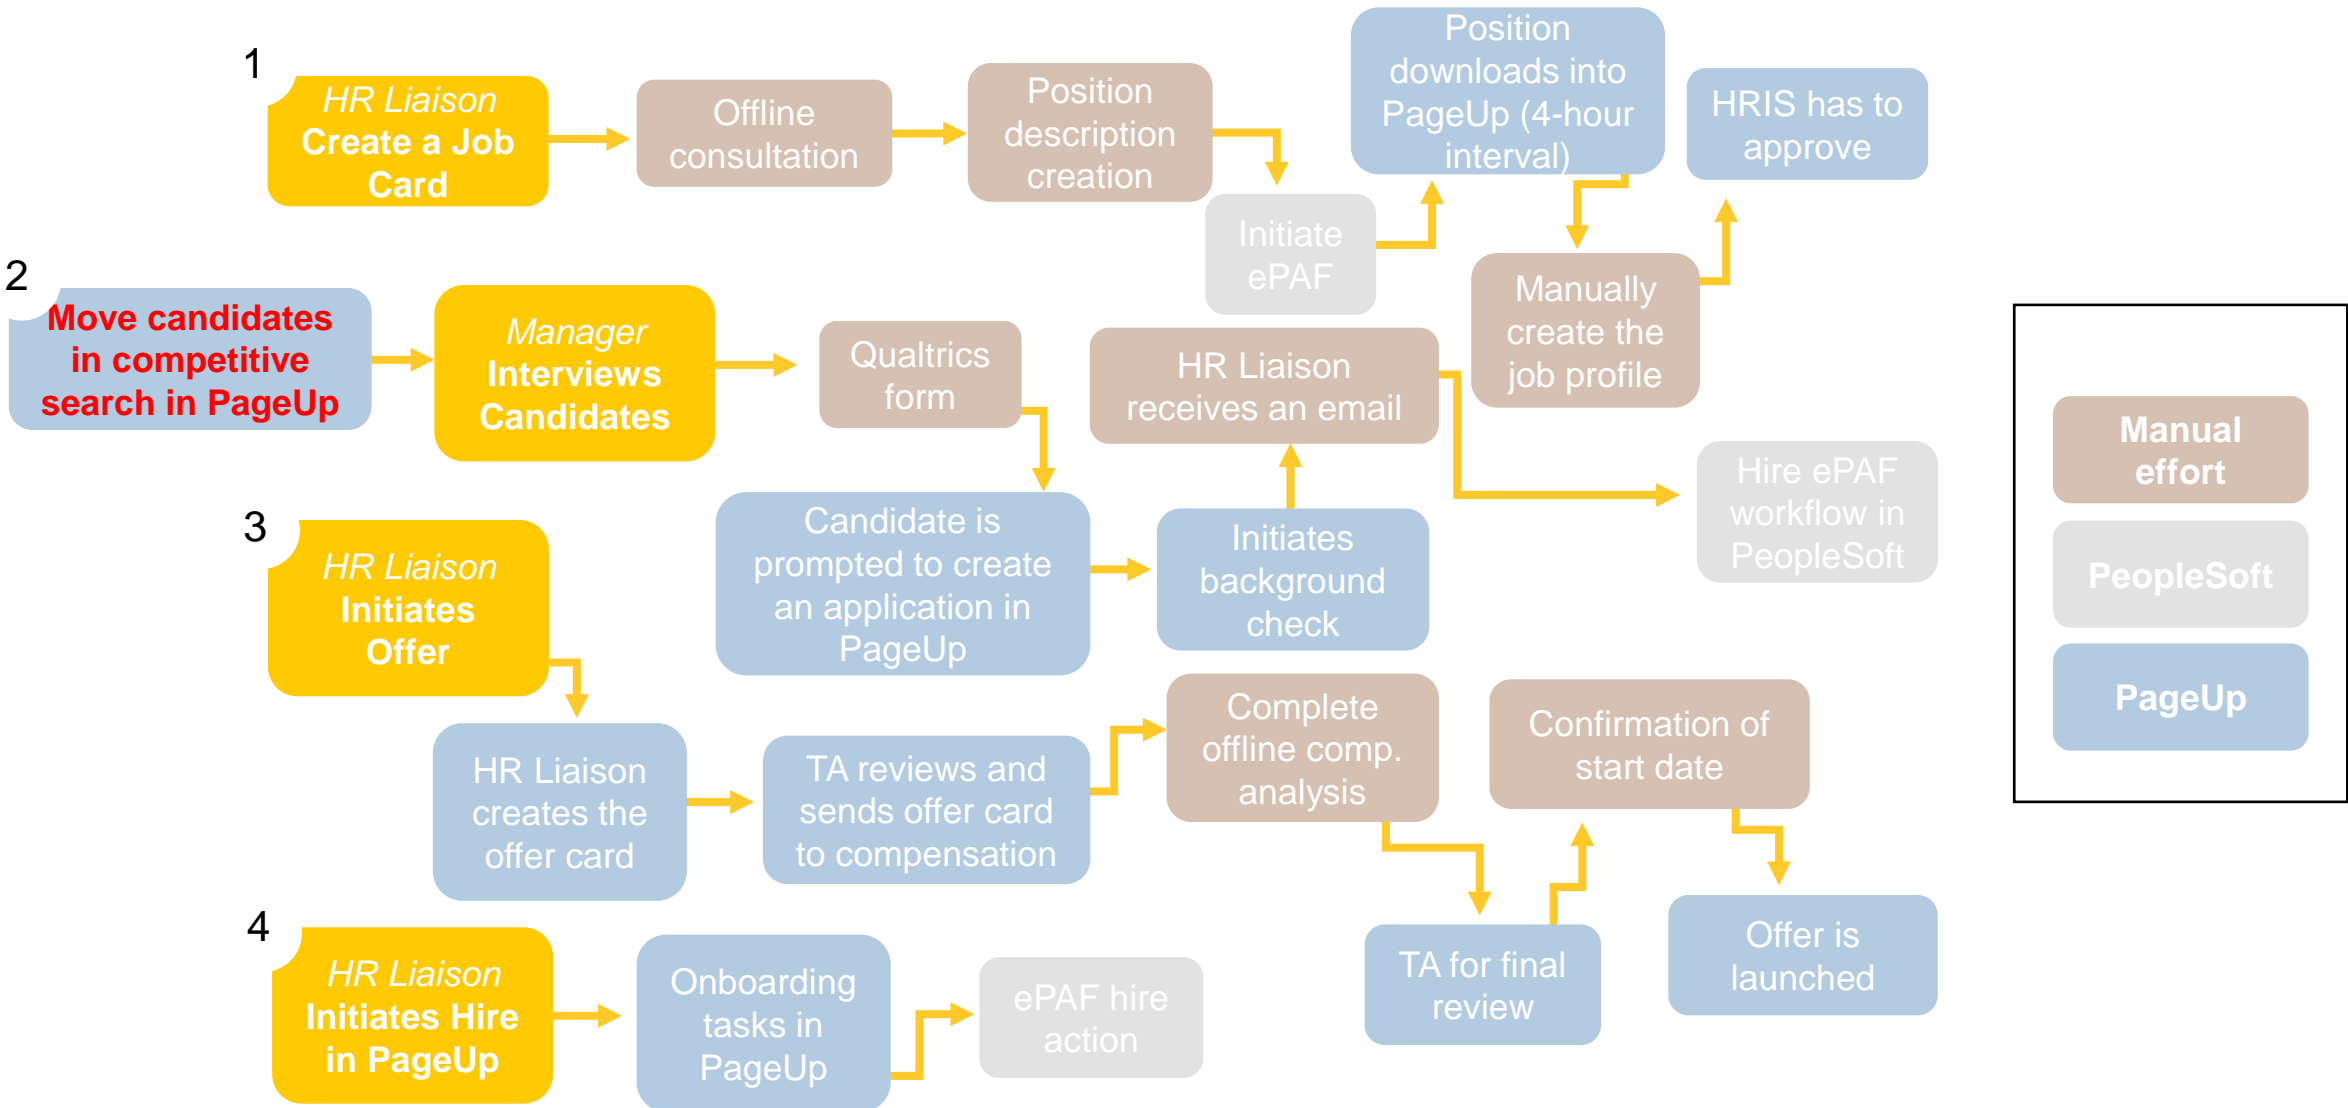 1
HR Liaison
Create a Job
Card
Offline
consultation
Position
description
creation
Initiate
ePAF
Position
downloads into
PageUp (4-hour
interval)
Manually
create the
job profile
HRIS has to
approve
2
Move candidates
in competitive
search in PageUp
Manager
Interviews
Candidates
Qualtrics
form
Candidate is
prompted to create
an application in
PageUp
Initiates
background
check
HR Liaison
receives an email
Hire ePAF
workflow in
PeopleSoft
3
HR Liaison
Initiates
Offer
HR Liaison
creates the
offer card
TA reviews and
sends offer card
to compensation
Complete
offline comp.
analysis
TA for final
review
Confirmation of
start date
Offer is
launched
4
HR Liaison
Initiates Hire
in PageUp
Onboarding
tasks in
PageUp
ePAF hire
action
Manual
effort
PeopleSoft
PageUp